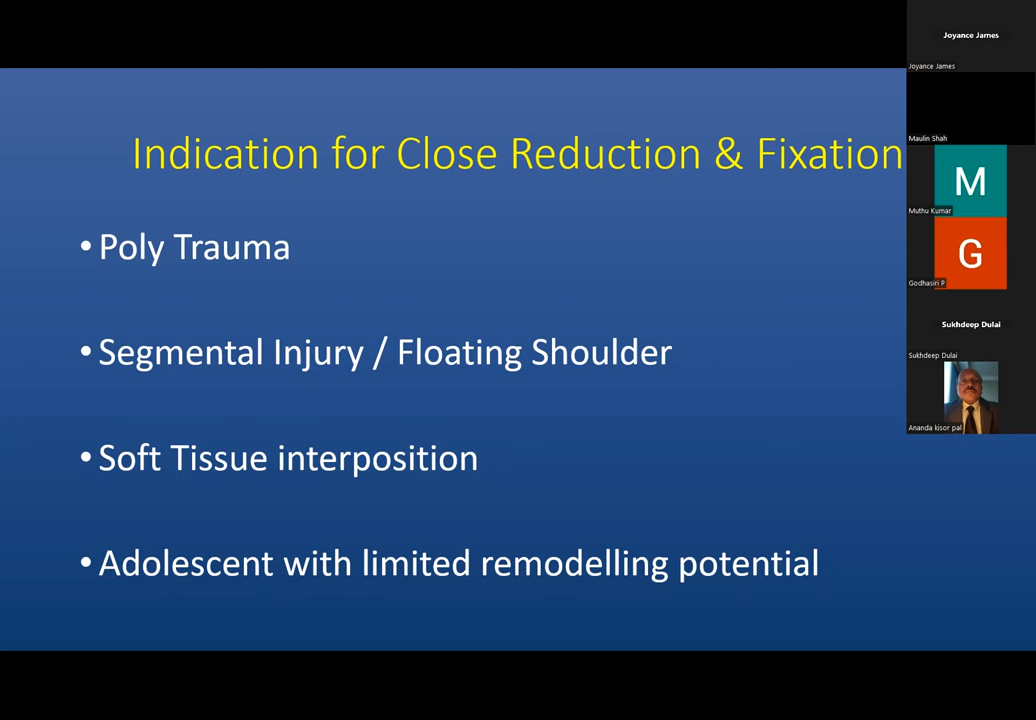 Indication for Close Reduction & Fixation
• Poly Trauma
• Segmental Injury / Floating Shoulder
• Soft Tissue interposition
• Adolescent with limited remodelling potential
Joyance James
Joyance James
Maulin Shah
M
Muthu Kumar
G
Godhasiri P
Sukhdeep Dulai
Sukhdeep Dulai
Ananda kisor pal